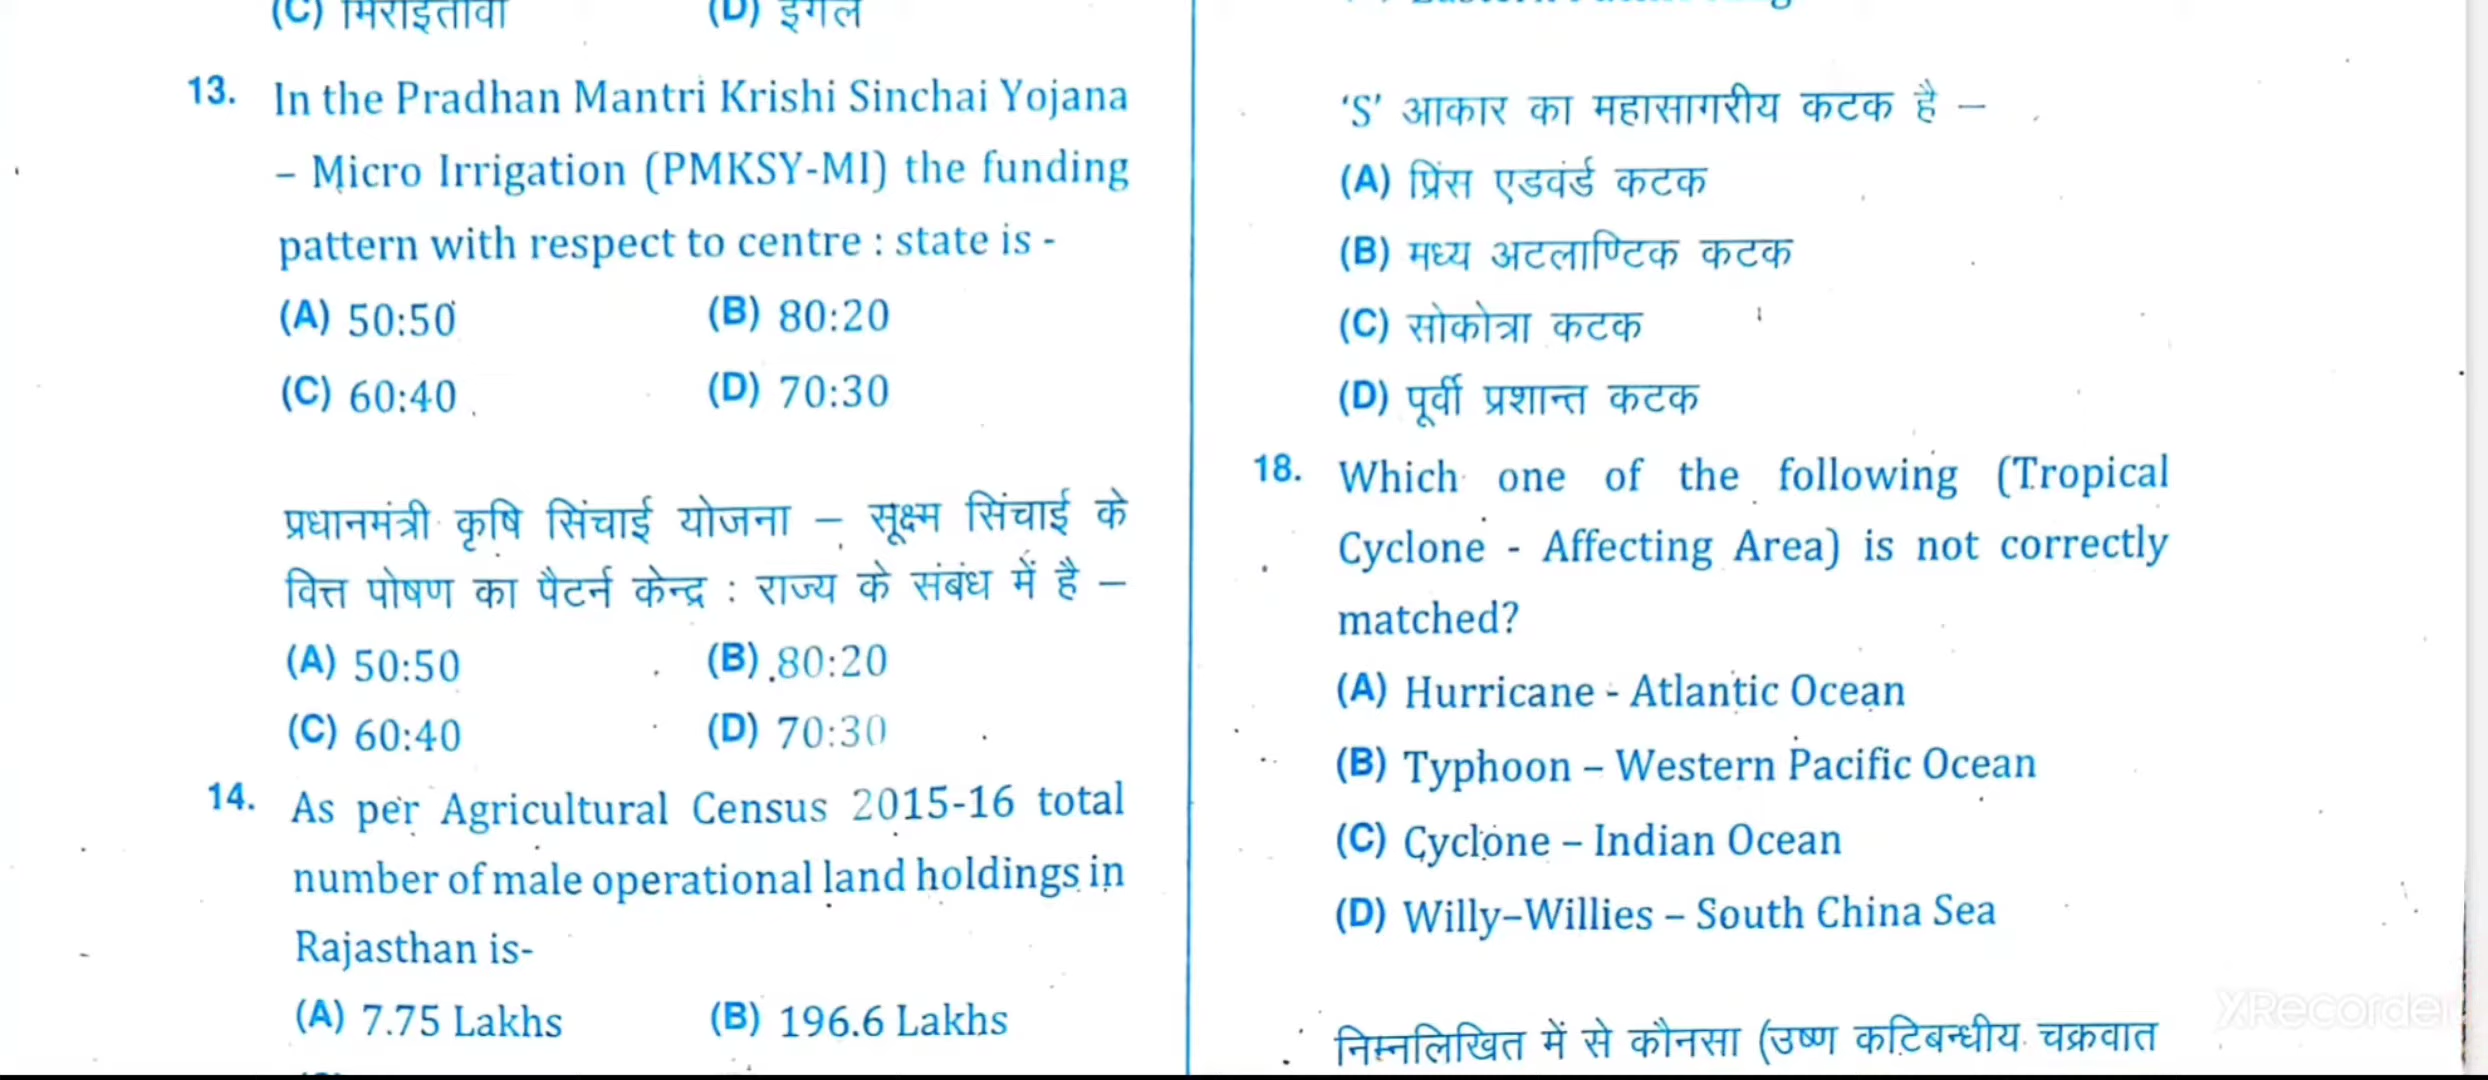 (C) मिराइतोवा (D) इगल
13. In the Pradhan Mantri Krishi Sinchai Yojana
– Micro Irrigation (PMKSY-MI) the funding
pattern with respect to centre : state is -
(A) 50:50 (B) 80:20
(C) 60:40 (D) 70:30
प्रधानमंत्री कृषि सिंचाई योजना – सूक्ष्म सिंचाई के
वित्त पोषण का पैटर्न केन्द्र : राज्य के संबंध में है –
(A) 50:50 (B) 80:20
(C) 60:40 (D) 70:30
14. As per Agricultural Census 2015-16 total
number of male operational land holdings in
Rajasthan is-
(A) 7.75 Lakhs (B) 196.6 Lakhs
‘S’ आकार का महासागरीय कटक है –
(A) प्रिंस एडवंर्ड कटक
(B) मध्य अटलाण्टिक कटक
(C) सोकोत्रा कटक
(D) पूर्वी प्रशान्त कटक
18. Which one of the following (Tropical
Cyclone - Affecting Area) is not correctly
matched?
(A) Hurricane - Atlantic Ocean
(B) Typhoon – Western Pacific Ocean
(C) Cyclone – Indian Ocean
(D) Willy–Willies – South China Sea
निम्नलिखित में से कौनसा (उष्ण कटिबन्धीय चक्रवात
XRecorder